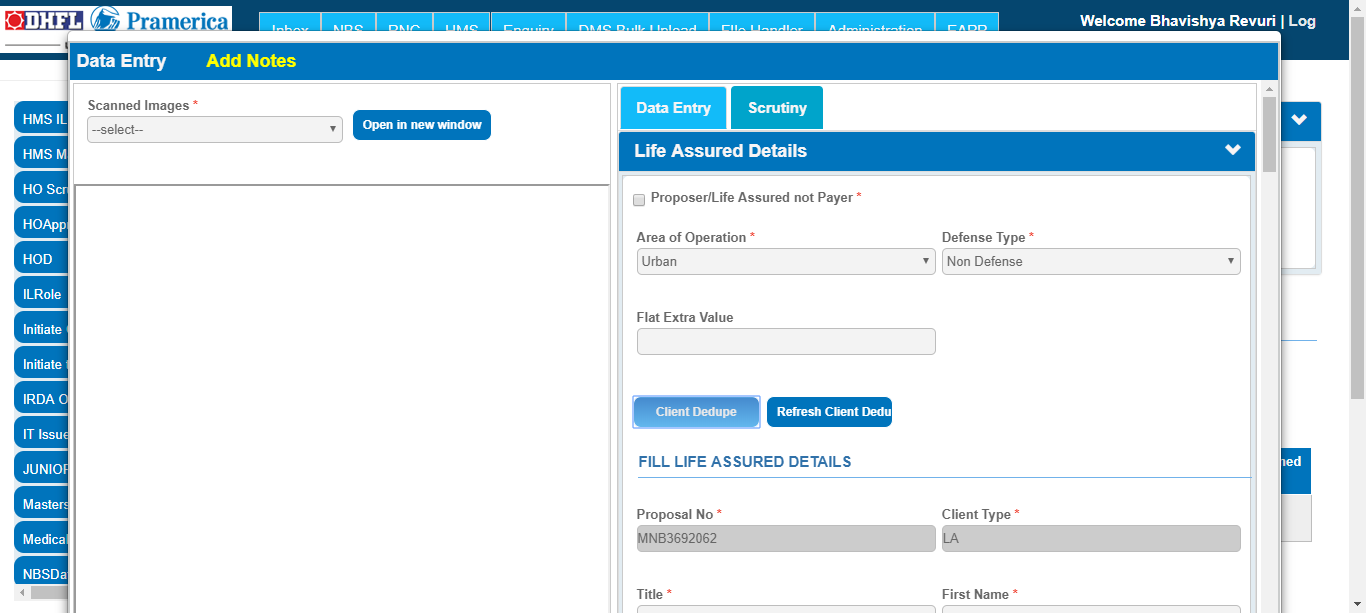 DHFL Pramerica
Welcome Bhavishya Revuri | Log
Inbox NBS RNC HMS Enquiry DMS Bulk Upload File Handler Administration
Data Entry Add Notes
Scanned Images *
--select--
Open in new window
Data Entry Scrutiny
Life Assured Details
Proposer/Life Assured not Payer *
Area of Operation * Defense Type *
Urban Non Defense
Flat Extra Value
Client Dedupe Refresh Client Dedu
FILL LIFE ASSURED DETAILS
Proposal No * Client Type *
MNB3692062 LA
Title * First Name *
HMS IL
HMS M
HO Scr
HOAppr
HOD
ILRole
Initiate
Initiate
IRDA O
IT Issue
JUNIOR
Masters
Medical
NBSDa
ned